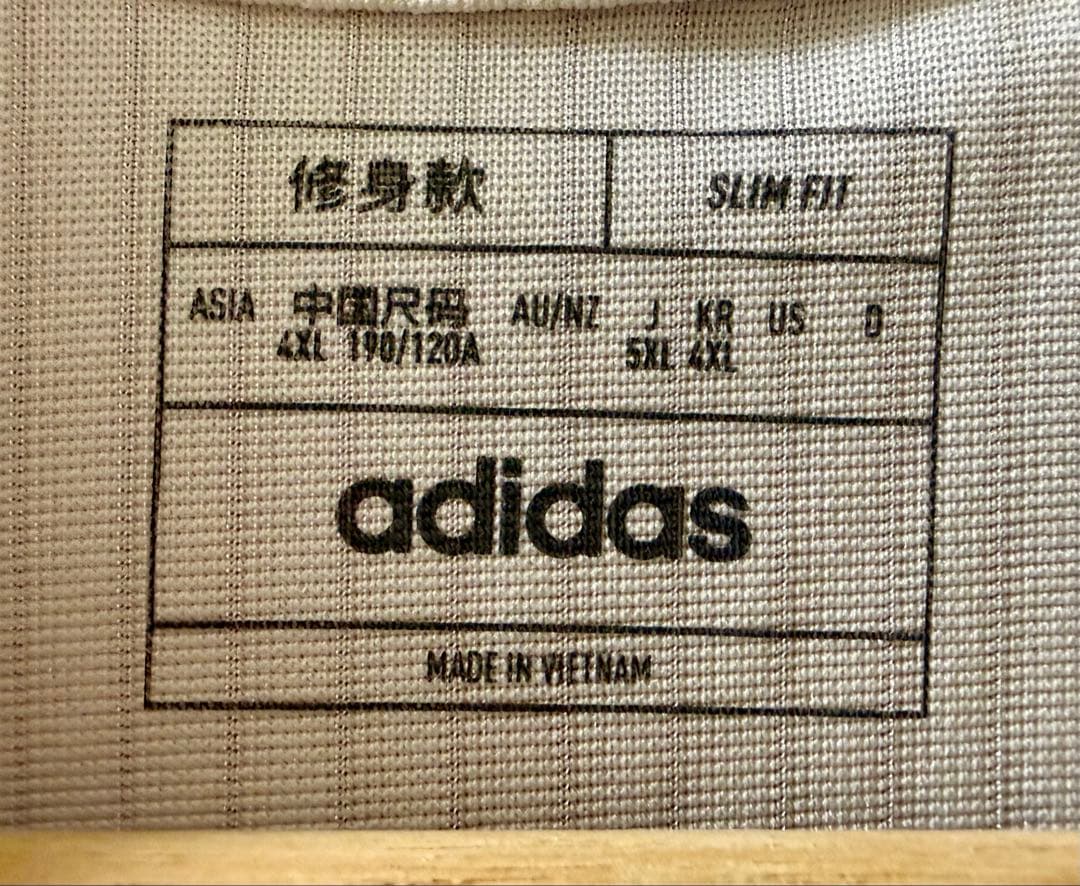 修身款 SLIM FIT
ASIA 中国尺码 AU/NZ J KR US D
4XL 190/120A 5XL 4XL
adidas
MADE IN VIETNAM